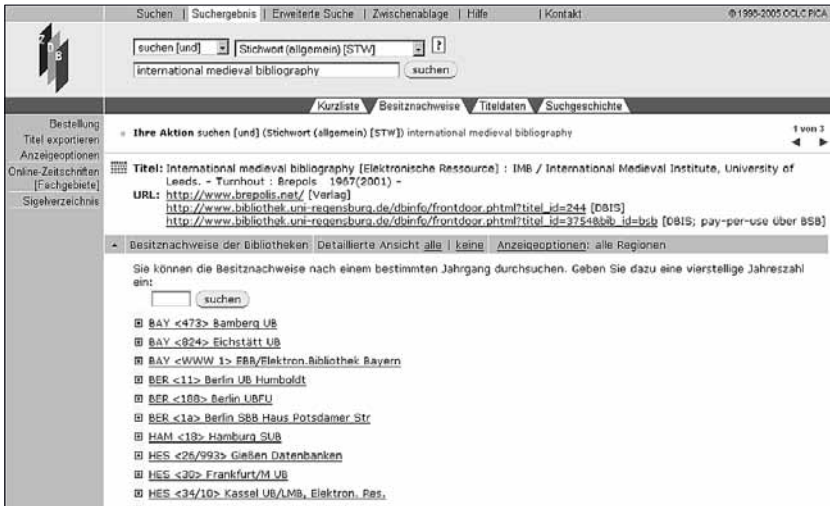 Suchen | Suchergebnis | Erweiterte Suche | Zwischenablage | Hilfe | Kontakt © 1998-2005 OCLC PICA
ZDB
suchen [und] Stichwort (allgemein) [STW] ?
international medieval bibliography suchen
Kurzliste Besitznachweise Titeldaten Suchgeschichte
Bestellung
Titel exportieren
Anzeigeoptionen
Online-Zeitschriften
[Fachgebiete]
Sigelverzeichnis
Ihre Aktion suchen [und] (Stichwort (allgemein) [STW]) international medieval bibliography
1 von 3
Titel: International medieval bibliography [Elektronische Ressource] : IMB / International Medieval Institute, University of
Leeds. - Turnhout : Brepols 1967(2001) -
URL: http://www.brepolis.net/ [Verlag]
http://www.bibliothek.uni-regensburg.de/dbinfo/frontdoor.phtml?titel_id=244 [DBIS]
http://www.bibliothek.uni-regensburg.de/dbinfo/frontdoor.phtml?titel_id=3754&bib_id=bsb [DBIS; pay-per-use über BSB]
Besitznachweise der Bibliotheken Detaillierte Ansicht alle | keine Anzeigeoptionen: alle Regionen
Sie können die Besitznachweise nach einem bestimmten Jahrgang durchsuchen. Geben Sie dazu eine vierstellige Jahreszahl
ein:
suchen
BAY <473> Bamberg UB
BAY <824> Eichstätt UB
BAY <WWW 1> EBB/Elektron.Bibliothek Bayern
BER <11> Berlin UB Humboldt
BER <188> Berlin UBFU
BER <1a> Berlin SBB Haus Potsdamer Str
HAM <18> Hamburg SUB
HES <26/993> Gießen Datenbanken
HES <30> Frankfurt/M UB
HES <34/10> Kassel UB/LMB, Elektron. Res.